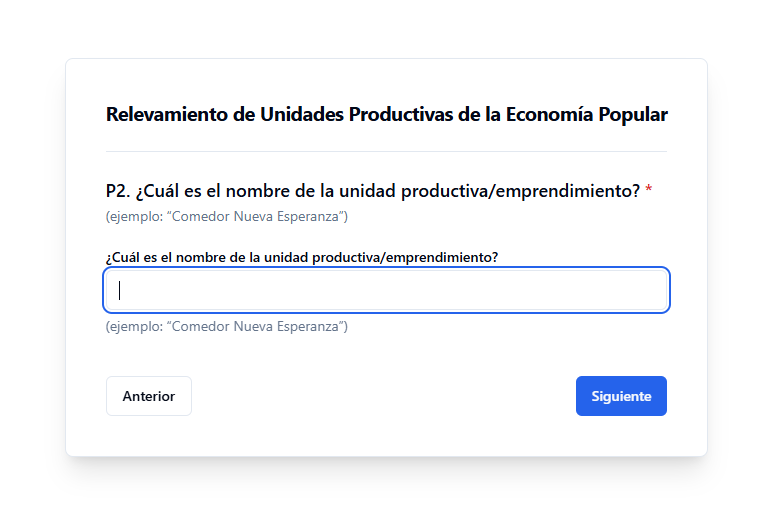 Relevamiento de Unidades Productivas de la Economía Popular
P2. ¿Cuál es el nombre de la unidad productiva/emprendimiento? *
(ejemplo: “Comedor Nueva Esperanza”)
¿Cuál es el nombre de la unidad productiva/emprendimiento?
(ejemplo: “Comedor Nueva Esperanza”)
Anterior
Siguiente